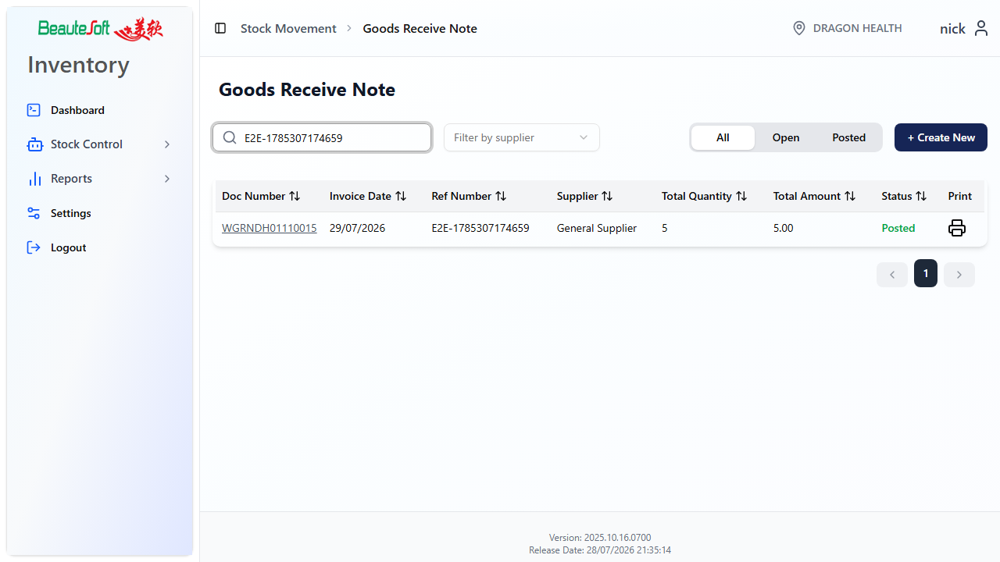 BeauteSoft 美软
Inventory
Dashboard
Stock Control
Reports
Settings
Logout
Stock Movement > Goods Receive Note
DRAGON HEALTH
nick
Goods Receive Note
E2E-1785307174659
Filter by supplier
All Open Posted
+ Create New
Doc Number Invoice Date Ref Number Supplier Total Quantity Total Amount Status Print
WGRNDH01110015 29/07/2026 E2E-1785307174659 General Supplier 5 5.00 Posted
1
Version: 2025.10.16.0700
Release Date: 28/07/2026 21:35:14